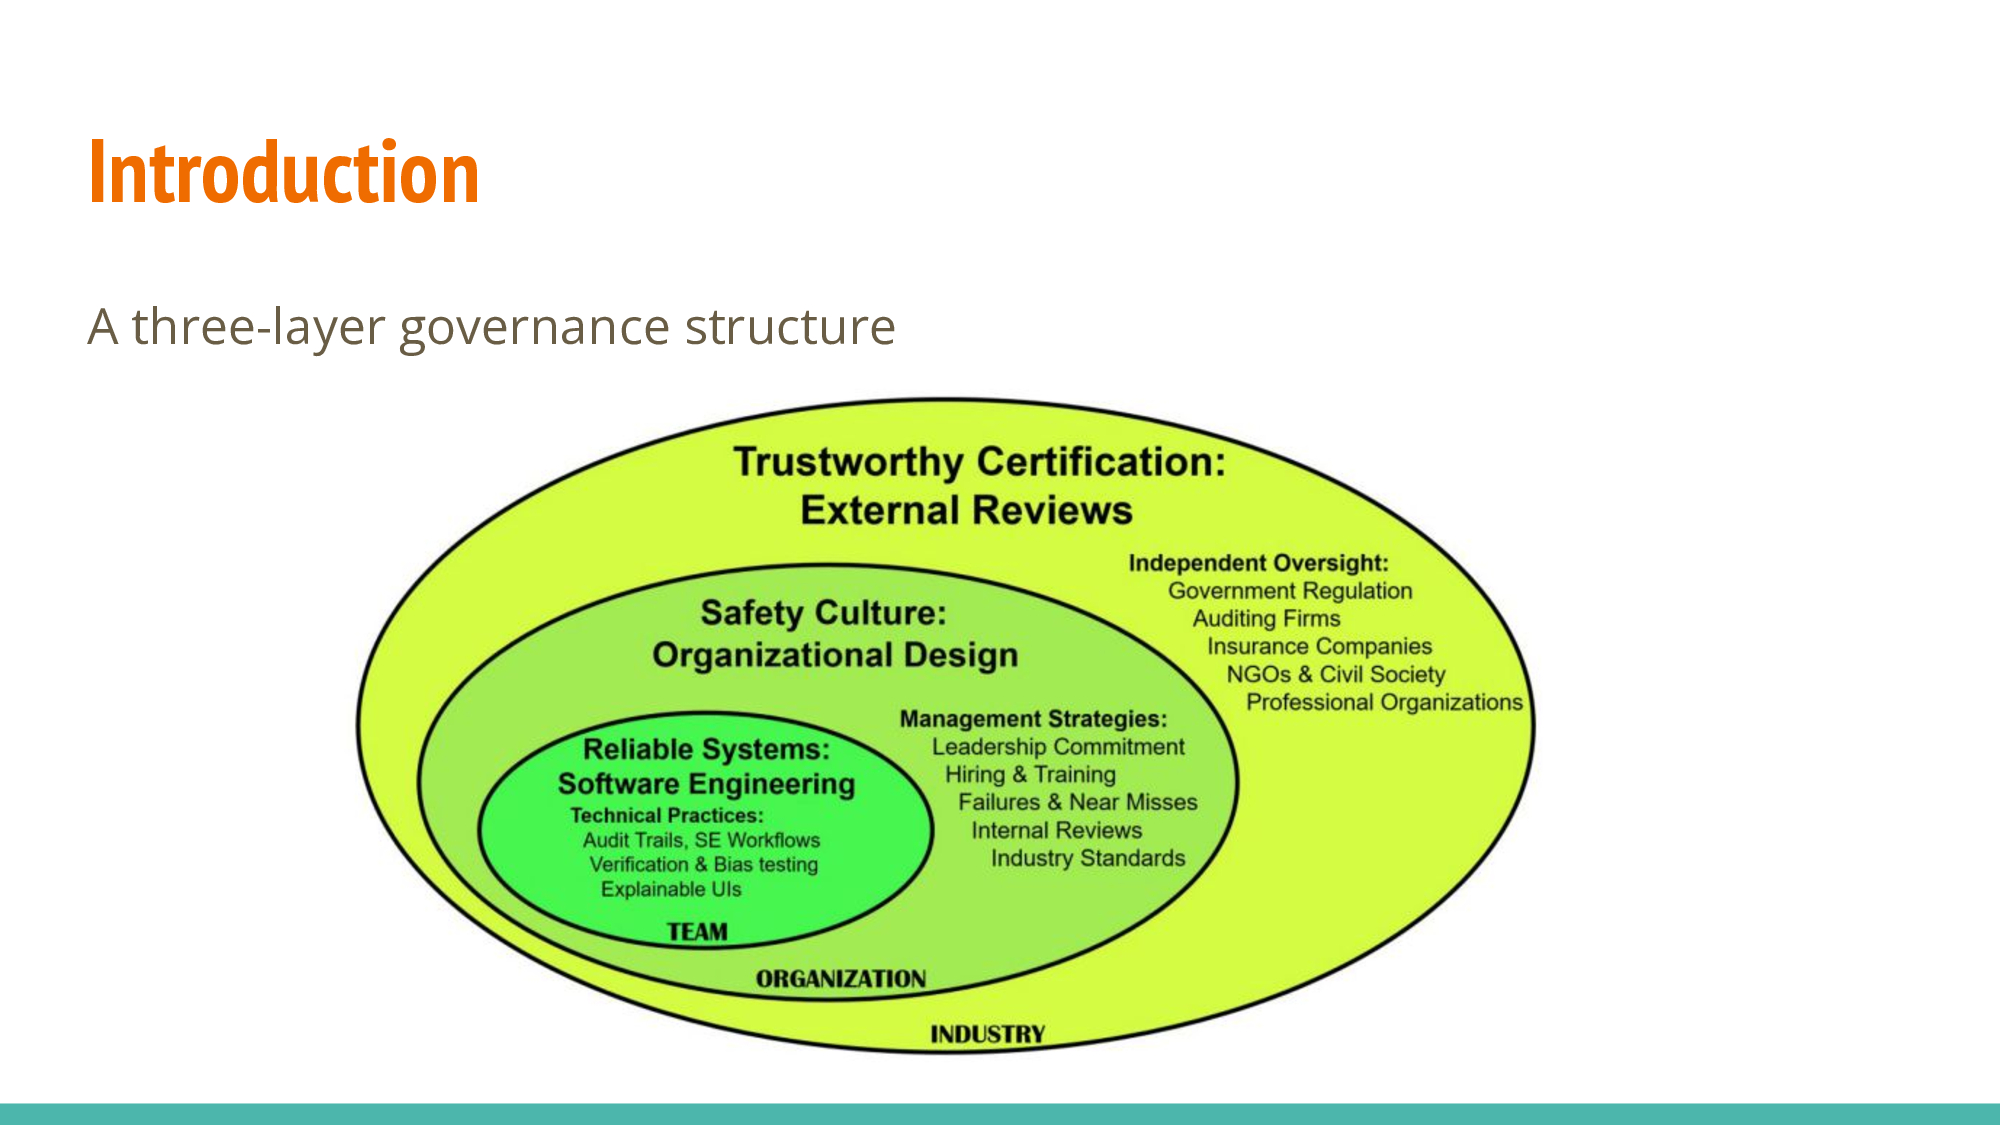 Introduction
A three-layer governance structure
Trustworthy Certification:
External Reviews
Independent Oversight:
Government Regulation
Auditing Firms
Insurance Companies
NGOs & Civil Society
Professional Organizations
Safety Culture:
Organizational Design
Management Strategies:
Leadership Commitment
Hiring & Training
Failures & Near Misses
Internal Reviews
Industry Standards
Reliable Systems:
Software Engineering
Technical Practices:
Audit Trails, SE Workflows
Verification & Bias testing
Explainable UIs
TEAM
ORGANIZATION
INDUSTRY